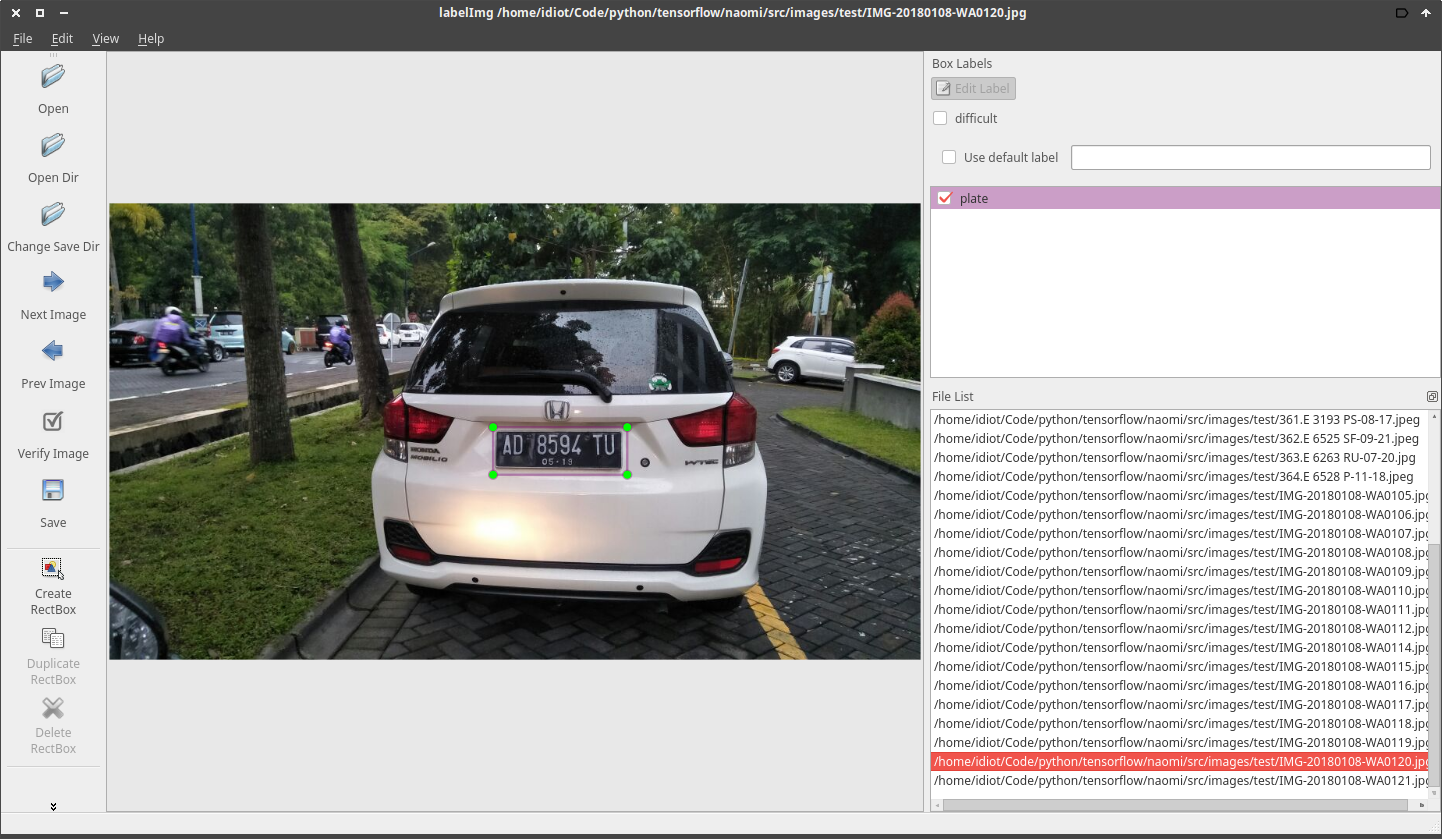 labelImg /home/idiot/Code/python/tensorflow/naomi/src/images/test/IMG-20180108-WA0120.jpg
File Edit View Help
Open
Open Dir
Change Save Dir
Next Image
Prev Image
Verify Image
Save
Create
RectBox
Duplicate
RectBox
Delete
RectBox
HONDA
MOBILIO
AD 8594 TU
05-19
i-VTEC
Box Labels
Edit Label
difficult
Use default label
plate
File List
/home/idiot/Code/python/tensorflow/naomi/src/images/test/361.E 3193 PS-08-17.jpeg
/home/idiot/Code/python/tensorflow/naomi/src/images/test/362.E 6525 SF-09-21.jpeg
/home/idiot/Code/python/tensorflow/naomi/src/images/test/363.E 6263 RU-07-20.jpg
/home/idiot/Code/python/tensorflow/naomi/src/images/test/364.E 6528 P-11-18.jpeg
/home/idiot/Code/python/tensorflow/naomi/src/images/test/IMG-20180108-WA0105.jpg
/home/idiot/Code/python/tensorflow/naomi/src/images/test/IMG-20180108-WA0106.jpg
/home/idiot/Code/python/tensorflow/naomi/src/images/test/IMG-20180108-WA0107.jpg
/home/idiot/Code/python/tensorflow/naomi/src/images/test/IMG-20180108-WA0108.jpg
/home/idiot/Code/python/tensorflow/naomi/src/images/test/IMG-20180108-WA0109.jpg
/home/idiot/Code/python/tensorflow/naomi/src/images/test/IMG-20180108-WA0110.jpg
/home/idiot/Code/python/tensorflow/naomi/src/images/test/IMG-20180108-WA0111.jpg
/home/idiot/Code/python/tensorflow/naomi/src/images/test/IMG-20180108-WA0112.jpg
/home/idiot/Code/python/tensorflow/naomi/src/images/test/IMG-20180108-WA0114.jpg
/home/idiot/Code/python/tensorflow/naomi/src/images/test/IMG-20180108-WA0115.jpg
/home/idiot/Code/python/tensorflow/naomi/src/images/test/IMG-20180108-WA0116.jpg
/home/idiot/Code/python/tensorflow/naomi/src/images/test/IMG-20180108-WA0117.jpg
/home/idiot/Code/python/tensorflow/naomi/src/images/test/IMG-20180108-WA0118.jpg
/home/idiot/Code/python/tensorflow/naomi/src/images/test/IMG-20180108-WA0119.jpg
/home/idiot/Code/python/tensorflow/naomi/src/images/test/IMG-20180108-WA0120.jpg
/home/idiot/Code/python/tensorflow/naomi/src/images/test/IMG-20180108-WA0121.jpg